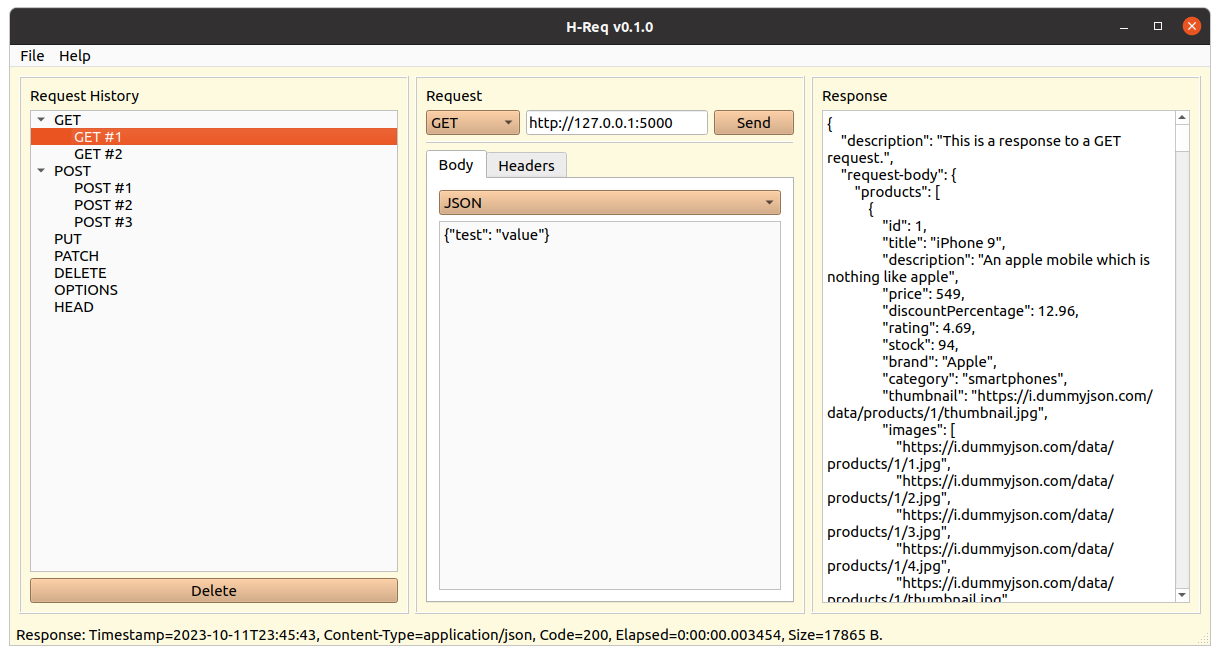 H-Req v0.1.0
File Help
Request History
GET
GET #1
GET #2
POST
POST #1
POST #2
POST #3
PUT
PATCH
DELETE
OPTIONS
HEAD
Delete
Request
GET
http://127.0.0.1:5000
Send
Body
Headers
JSON
{"test": "value"}
Response
{
"description": "This is a response to a GET
request.",
"request-body": {
"products": [
{
"id": 1,
"title": "iPhone 9",
"description": "An apple mobile which is
nothing like apple",
"price": 549,
"discountPercentage": 12.96,
"rating": 4.69,
"stock": 94,
"brand": "Apple",
"category": "smartphones",
"thumbnail": "https://i.dummyjson.com/
data/products/1/thumbnail.jpg",
"images": [
"https://i.dummyjson.com/data/
products/1/1.jpg",
"https://i.dummyjson.com/data/
products/1/2.jpg",
"https://i.dummyjson.com/data/
products/1/3.jpg",
"https://i.dummyjson.com/data/
products/1/4.jpg",
"https://i.dummyjson.com/data/
products/1/thumbnail.jpg"
Response: Timestamp=2023-10-11T23:45:43, Content-Type=application/json, Code=200, Elapsed=0:00:00.003454, Size=17865 B.